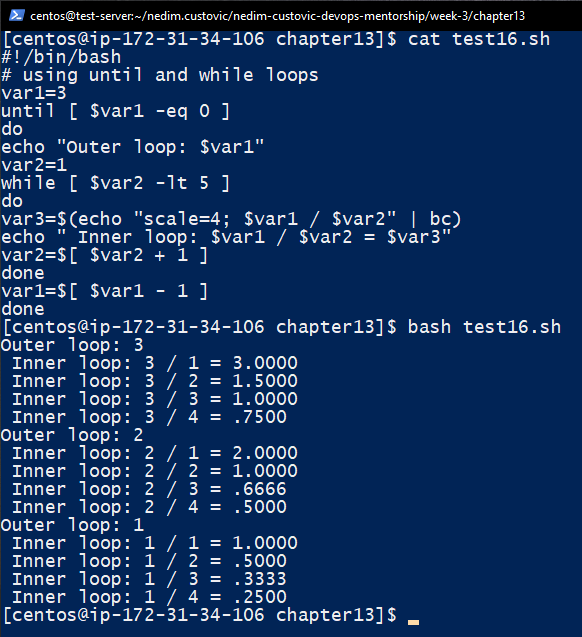 centos@test-server:~/nedim.custovic/nedim-custovic-devops-mentorship/week-3/chapter13
[centos@ip-172-31-34-106 chapter13]$ cat test16.sh
#!/bin/bash
# using until and while loops
var1=3
until [ $var1 -eq 0 ]
do
echo "Outer loop: $var1"
var2=1
while [ $var2 -lt 5 ]
do
var3=$(echo "scale=4; $var1 / $var2" | bc)
echo " Inner loop: $var1 / $var2 = $var3"
var2=$[ $var2 + 1 ]
done
var1=$[ $var1 - 1 ]
done
[centos@ip-172-31-34-106 chapter13]$ bash test16.sh
Outer loop: 3
 Inner loop: 3 / 1 = 3.0000
 Inner loop: 3 / 2 = 1.5000
 Inner loop: 3 / 3 = 1.0000
 Inner loop: 3 / 4 = .7500
Outer loop: 2
 Inner loop: 2 / 1 = 2.0000
 Inner loop: 2 / 2 = 1.0000
 Inner loop: 2 / 3 = .6666
 Inner loop: 2 / 4 = .5000
Outer loop: 1
 Inner loop: 1 / 1 = 1.0000
 Inner loop: 1 / 2 = .5000
 Inner loop: 1 / 3 = .3333
 Inner loop: 1 / 4 = .2500
[centos@ip-172-31-34-106 chapter13]$